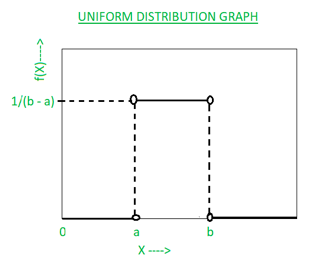 UNIFORM DISTRIBUTION GRAPH
f(X)---->
1/(b - a)
0 a b
X ---->